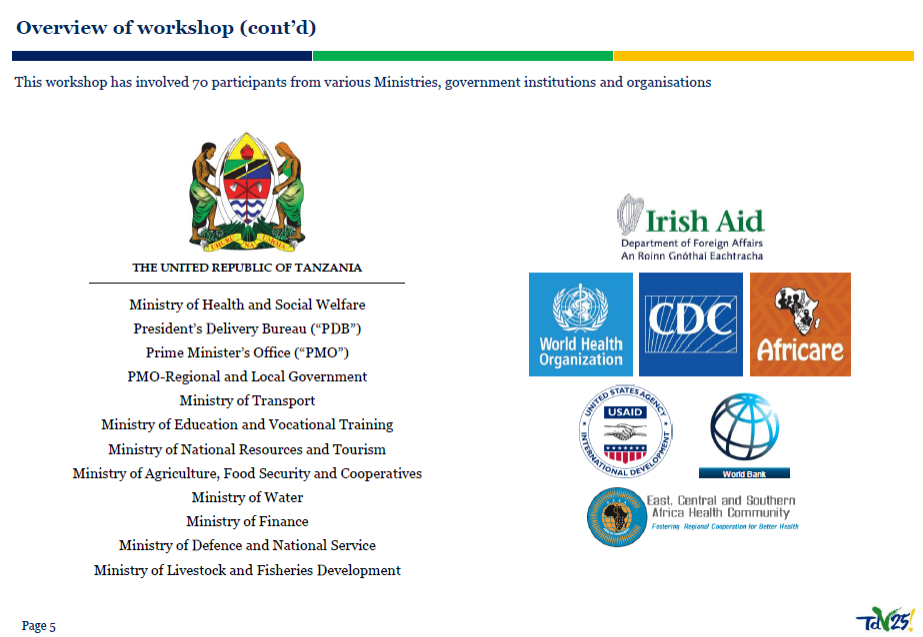 Overview of workshop (cont’d)
This workshop has involved 70 participants from various Ministries, government institutions and organisations
UHURU NA UMOJA
THE UNITED REPUBLIC OF TANZANIA
Ministry of Health and Social Welfare
President’s Delivery Bureau (“PDB”)
Prime Minister’s Office (“PMO”)
PMO-Regional and Local Government
Ministry of Transport
Ministry of Education and Vocational Training
Ministry of National Resources and Tourism
Ministry of Agriculture, Food Security and Cooperatives
Ministry of Water
Ministry of Finance
Ministry of Defence and National Service
Ministry of Livestock and Fisheries Development
Irish Aid
Department of Foreign Affairs
An Roinn Gnóthaí Eachtracha
World Health
Organization
CDC
Africare
UNITED STATES AGENCY
USAID
INTERNATIONAL DEVELOPMENT
World Bank
East, Central and Southern
Africa Health Community
Fostering Regional Cooperation for Better Health
Page 5
TdV25!